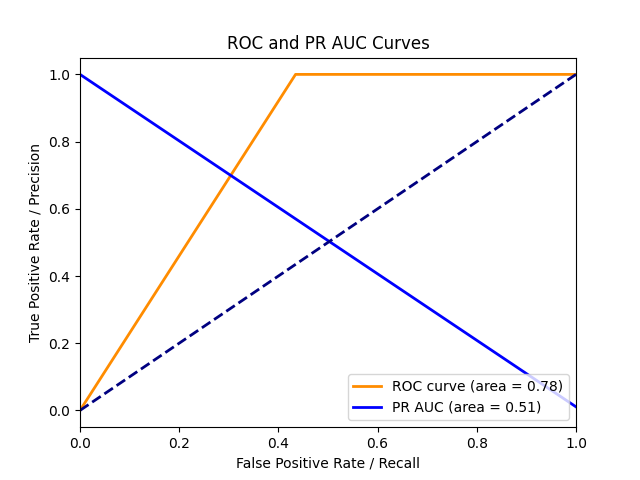 ROC and PR AUC Curves
True Positive Rate / Precision
1.0
0.8
0.6
0.4
0.2
0.0
ROC curve (area = 0.78)
PR AUC (area = 0.51)
0.0 0.2 0.4 0.6 0.8 1.0
False Positive Rate / Recall